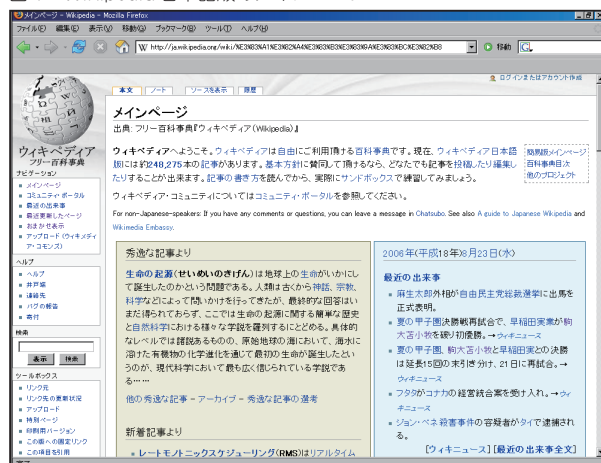 メインページ - Wikipedia - Mozilla Firefox
ファイル(F) 編集(E) 表示(V) 移動(G) ブックマーク(B) ツール(T) ヘルプ(H)
http://ja.wikipedia.org/wiki/%E3%83%A1%E3%82%A4%E3%83%B3%E3%83%9A%E3%83%BC%E3%82%B8
移動
ログインまたはアカウント作成
本文 ノート ソースを表示 履歴
メインページ
出典: フリー百科事典『ウィキペディア(Wikipedia)』
ウィキペディアへようこそ。ウィキペディアは自由にご利用頂ける百科事典です。現在、ウィキペディア日本語
版には約248,275本の記事があります。基本方針に賛同して頂けるなら、どなたでも記事を投稿したり編集し
たりすることが出来ます。記事の書き方を読んでから、実際にサンドボックスで練習してみましょう。
簡易版メインページ
百科事典目次
他のプロジェクト
ウィキペディア・コミュニティについてはコミュニティ・ポータルを参照してください。
For non-Japanese-speakers: If you have any comments or questions, you can leave a message in Chatsubo. See also A guide to Japanese Wikipedia and
Wikimedia Embassy.
ウィキペディア
フリー百科事典
ナビゲーション
メインページ
コミュニティ・ポータル
最近の出来事
最近更新したページ
おまかせ表示
アップロード (ウィキメディ
ア・コモンズ)
ヘルプ
ヘルプ
井戸端
連絡先
バグの報告
寄付
検索
表示 検索
ツールボックス
リンク元
リンク先の更新状況
アップロード
特別ページ
印刷用バージョン
この版への固定リンク
この項目を引用
秀逸な記事より
生命の起源(せいめいのきげん)は地球上の生命がいかにし
て誕生したのかという問題である。人類は古くから神話、宗教、
科学などによって問いかけを行ってきたが、最終的な回答はい
まだ得られておらず、ここでは生命の起源に関する簡単な歴史
と自然科学における様々な学説を羅列するにとどめる。具体的
なレベルでは諸説あるものの、原始地球の海において、海水に
溶けた有機物の化学進化を通じて最初の生命が誕生したとい
うのが、現代科学において最も広く信じられている学説であ
る……
他の秀逸な記事 - アーカイブ - 秀逸な記事の選考
新着記事より
レートモノトニックスケジューリング(RMS)はリアルタイム
2006年(平成18年)8月23日(水)
最近の出来事
麻生太郎外相が自由民主党総裁選挙に出馬を
正式表明。
夏の甲子園決勝戦再試合で、早稲田実業が駒
大苫小牧を破り初優勝。→ウィキニュース
夏の甲子園、駒大苫小牧と早稲田実との決勝
は延長15回の末引き分け、21日に再試合。→
ウィキニュース
フタタがコナカの経営統合案を受け入れ。→ウィ
キニュース
ジョン・ベネ殺害事件の容疑者がタイで逮捕され
る。
[ウィキニュース] [最近の出来事全文]
完了